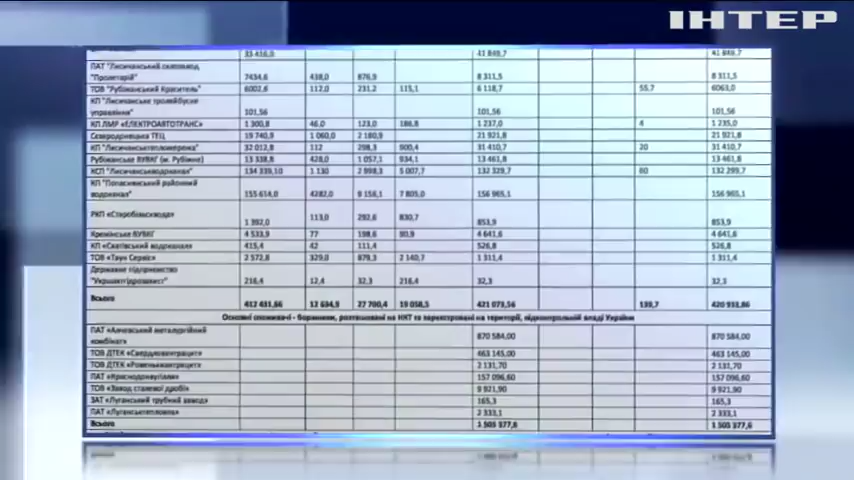 ІНТЕР
33 416,0 41 849,7 41 849,7
ПАТ "Лисичанський склозавод
"Пролетарій" 7434,6 438,0 876,9 8 311,5 8 311,5
ТОВ "Рубіжанський Краситель" 6002,6 112,0 231,2 115,1 6 118,7 55,7 6063,0
КП "Лисичанське тролейбусне
управління" 101,56 101,56 101,56
КП ЛМР «ЕЛЕКТРОАВТОТРАНС» 1 300,8 46,0 123,0 186,8 1 237,0 4 1 235,0
Сєвєродонецька ТЕЦ 19 740,9 1 060,0 2 180,9 21 921,8 21 921,8
КП "Лисичанськтепломережа" 32 012,8 112 298,3 900,4 31 410,7 20 31 410,7
Рубіжанське ВУВКГ (м. Рубіжне) 13 338,8 428,0 1 057,1 934,1 13 461,8 13 461,8
КСП "Лисичанськводоканал" 134 339,10 1 130 2 998,3 5 007,7 132 329,7 60 132 299,7
КП "Попаснянський районний
водоканал" 155 614,0 4282,0 9 156,1 7 805,0 156 965,1 156 965,1
РКП «Старобільськвода» 1 392,0 113,0 292,6 830,7 853,9 853,9
Кремінське ВУЖКГ 4 533,9 77 198,6 90,9 4 641,6 4 641,6
КП «Сватівський водоканал» 415,4 42 111,4 526,8 526,8
ТОВ «Таун Сервіс» 2 572,8 329,0 879,3 2 140,7 1 311,4 1 311,4
Державне підприємство
"Укршахтгідрозахист" 216,4 12,4 32,3 216,4 32,3 32,3
Всього 412 431,66 12 634,9 27 700,4 19 058,5 421 073,56 139,7 420 933,86
Основні споживачі - боржники, розташовані на НКТ та зареєстровані на території, підконтрольній владі України
ПАТ «Алчевський металургійний
комбінат» 870 584,00 870 584,00
ТОВ ДТЕК «Свердловантрацит» 463 145,00 463 145,00
ТОВ ДТЕК «Ровенькиантрацит» 2 131,70 2 131,70
ПАТ «Краснодонвугілля» 157 096,60 157 096,60
ТОВ «Завод сталевої дробі» 9 921,90 9 921,90
ЗАТ «Луганський трубний завод» 165,3 165,3
ПАТ «Луганськтепловоз» 2 333,1 2 333,1
Всього 1 505 377,6 1 505 377,6